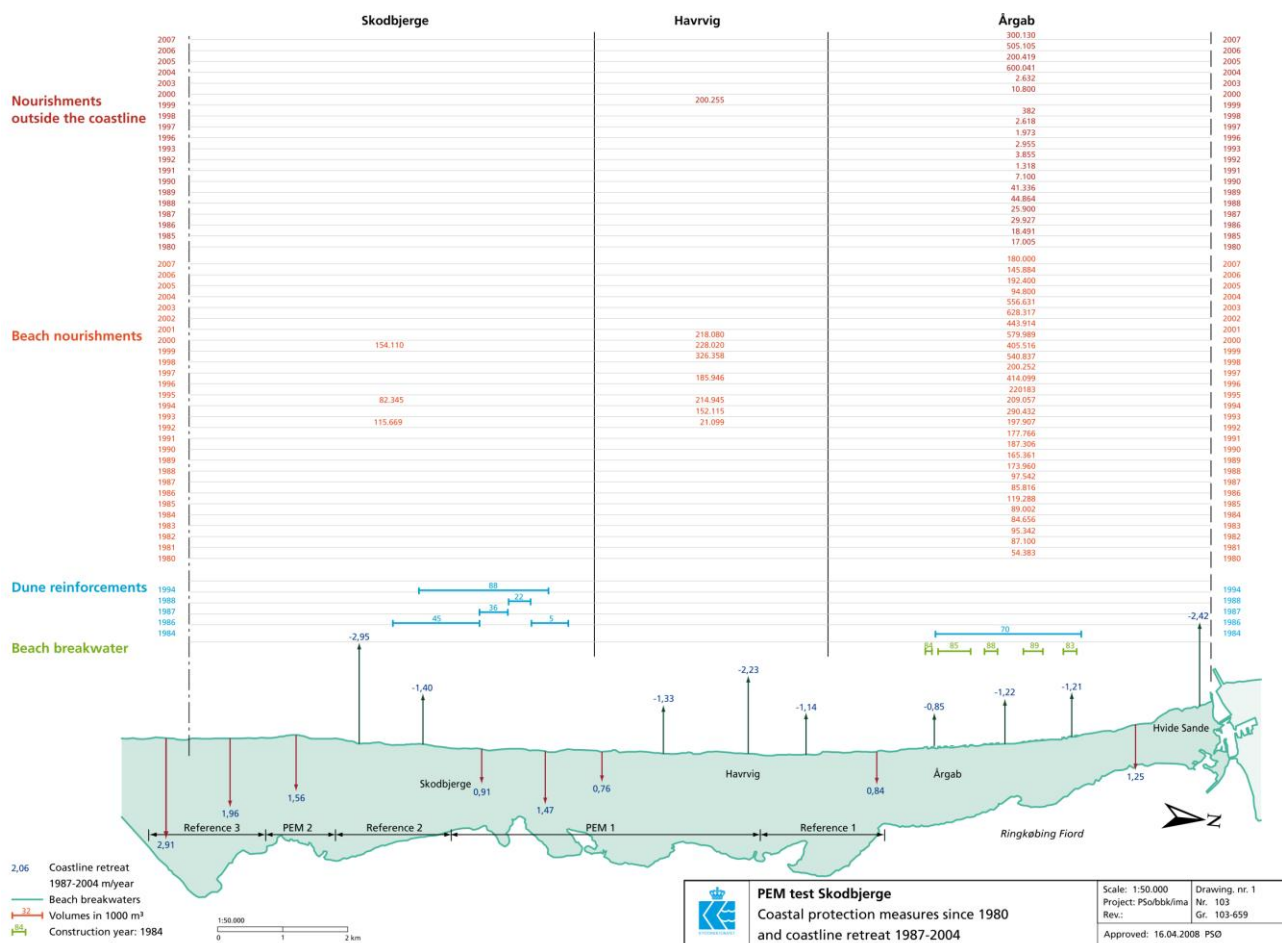 Skodbjerge Havrvig Årgab
2007 300.130 2007
2006 505.105 2006
2005 200.419 2005
2004 600.041 2004
2003 2.632 2003
2000 10.800 2000
Nourishments
outside the coastline
1999 200.255 1999
1998 382 1998
1997 2.618 1997
1996 1.973 1996
1993 2.955 1993
1992 3.855 1992
1991 1.318 1991
1990 7.100 1990
1989 41.336 1989
1988 44.864 1988
1987 25.900 1987
1986 29.927 1986
1985 18.491 1985
1980 17.005 1980
2007 180.000 2007
2006 145.884 2006
2005 192.400 2005
2004 94.800 2004
2003 556.631 2003
2002 628.317 2002
2001 443.914 2001
Beach nourishments
2000 218.080 579.989 2000
1999 154.110 228.020 405.516 1999
1998 326.358 540.837 1998
1997 200.252 1997
1996 185.946 414.099 1996
1995 220183 1995
1994 82.345 214.945 209.057 1994
1993 152.115 290.432 1993
1992 115.669 21.099 197.907 1992
1991 177.766 1991
1990 187.306 1990
1989 165.361 1989
1988 173.960 1988
1987 97.542 1987
1986 85.816 1986
1985 119.288 1985
1984 89.002 1984
1983 84.656 1983
1982 95.342 1982
1981 87.100 1981
1980 54.383 1980
Dune reinforcements
1994 88 1994
1988 22 1988
1987 36 1987
1986 45 5 1986
1984 70 1984
Beach breakwater
84 85 88 89 83
-2,95 -1,40 -1,33 -2,23 -1,14 -0,85 -1,22 -1,21 -2,42
Hvide Sande
Skodbjerge Havrvig Årgab
2,91 1,96 1,56 0,91 1,47 0,76 0,84 1,25
Reference 3 PEM 2 Reference 2 PEM 1 Reference 1
Ringkøbing Fiord
N
2,06 Coastline retreat
1987-2004 m/year
Beach breakwaters
32 Volumes in 1000 m³
84 Construction year: 1984
1:50.000
0 1 2 km
PEM test Skodbjerge
Coastal protection measures since 1980
and coastline retreat 1987-2004
Scale: 1:50.000
Project: PSø/bbk/ima
Rev.:
Drawing. nr. 1
Nr. 103
Gr. 103-659
Approved: 16.04.2008 PSØ